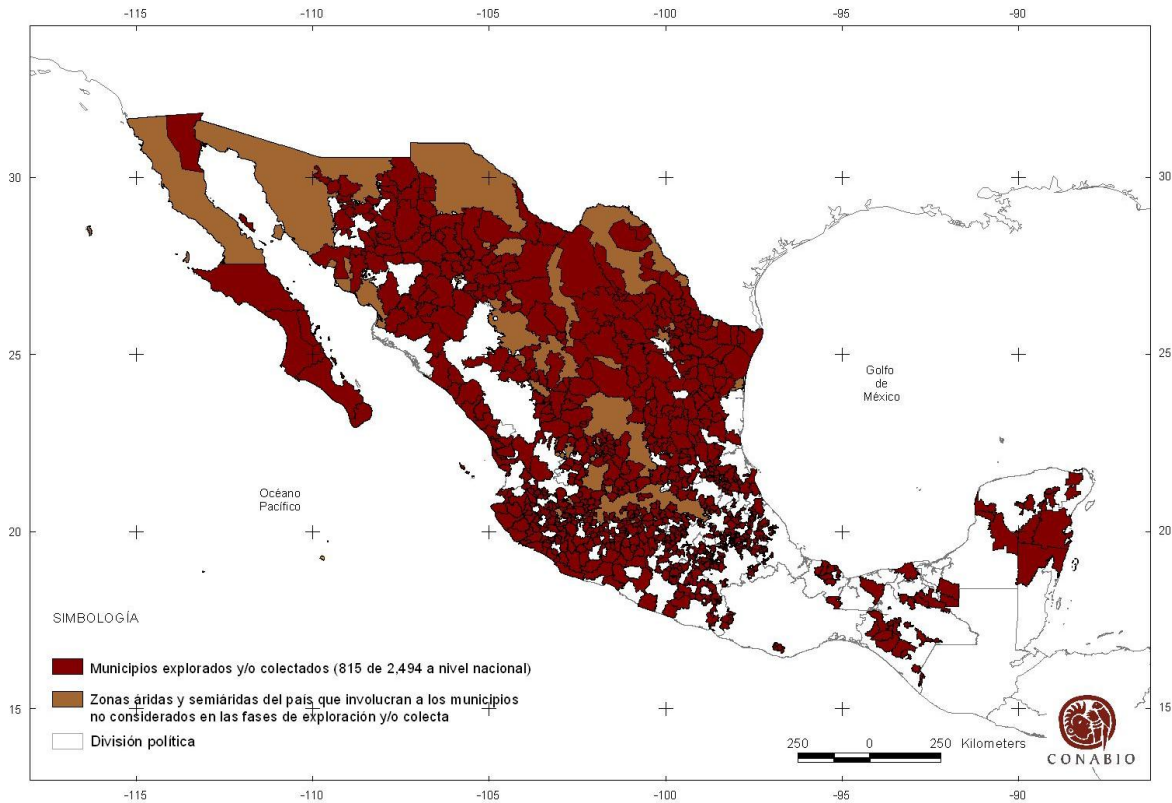 -115
-110
-105
-100
-95
-90
30
30
25
25
20
20
15
15
Golfo
de
México
Océano
Pacífico
SIMBOLOGÍA
Municipios explorados y/o colectados (815 de 2,494 a nivel nacional)
Zonas áridas y semiáridas del país que involucran a los municipios
no considerados en las fases de exploración y/o colecta
División política
250 0 250 Kilometers
CONABIO
-115
-110
-105
-100
-95
-90